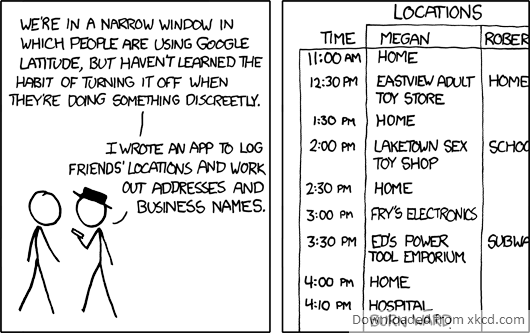 WE'RE IN A NARROW WINDOW IN
WHICH PEOPLE ARE USING GOOGLE
LATITUDE, BUT HAVEN'T LEARNED THE
HABIT OF TURNING IT OFF WHEN
THEY'RE DOING SOMETHING DISCREETLY.
I WROTE AN APP TO LOG
FRIENDS' LOCATIONS AND WORK
OUT ADDRESSES AND
BUSINESS NAMES.
LOCATIONS
TIME MEGAN ROBER
11:00 AM HOME
12:30 PM EASTVIEW ADULT HOME
TOY STORE
1:30 PM HOME
2:00 PM LAKETOWN SEX SCHOO
TOY SHOP
2:30 PM HOME
3:00 PM FRY'S ELECTRONICS
3:30 PM ED'S POWER SUBWA
TOOL EMPORIUM
4:00 PM HOME
4:10 PM HOSPITAL
BURN WARD
Downloaded from xkcd.com